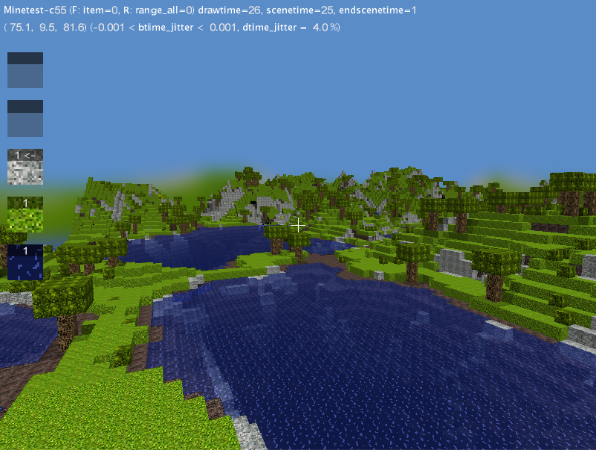 Minetest-c55 (F: item=0, R: range_all=0) drawtime=26, scenetime=25, endscenetime=1
( 75.1, 9.5, 81.6) (-0.001 < btime_jitter < 0.001, dtime_jitter = 4.0%)
1 <-
1
1